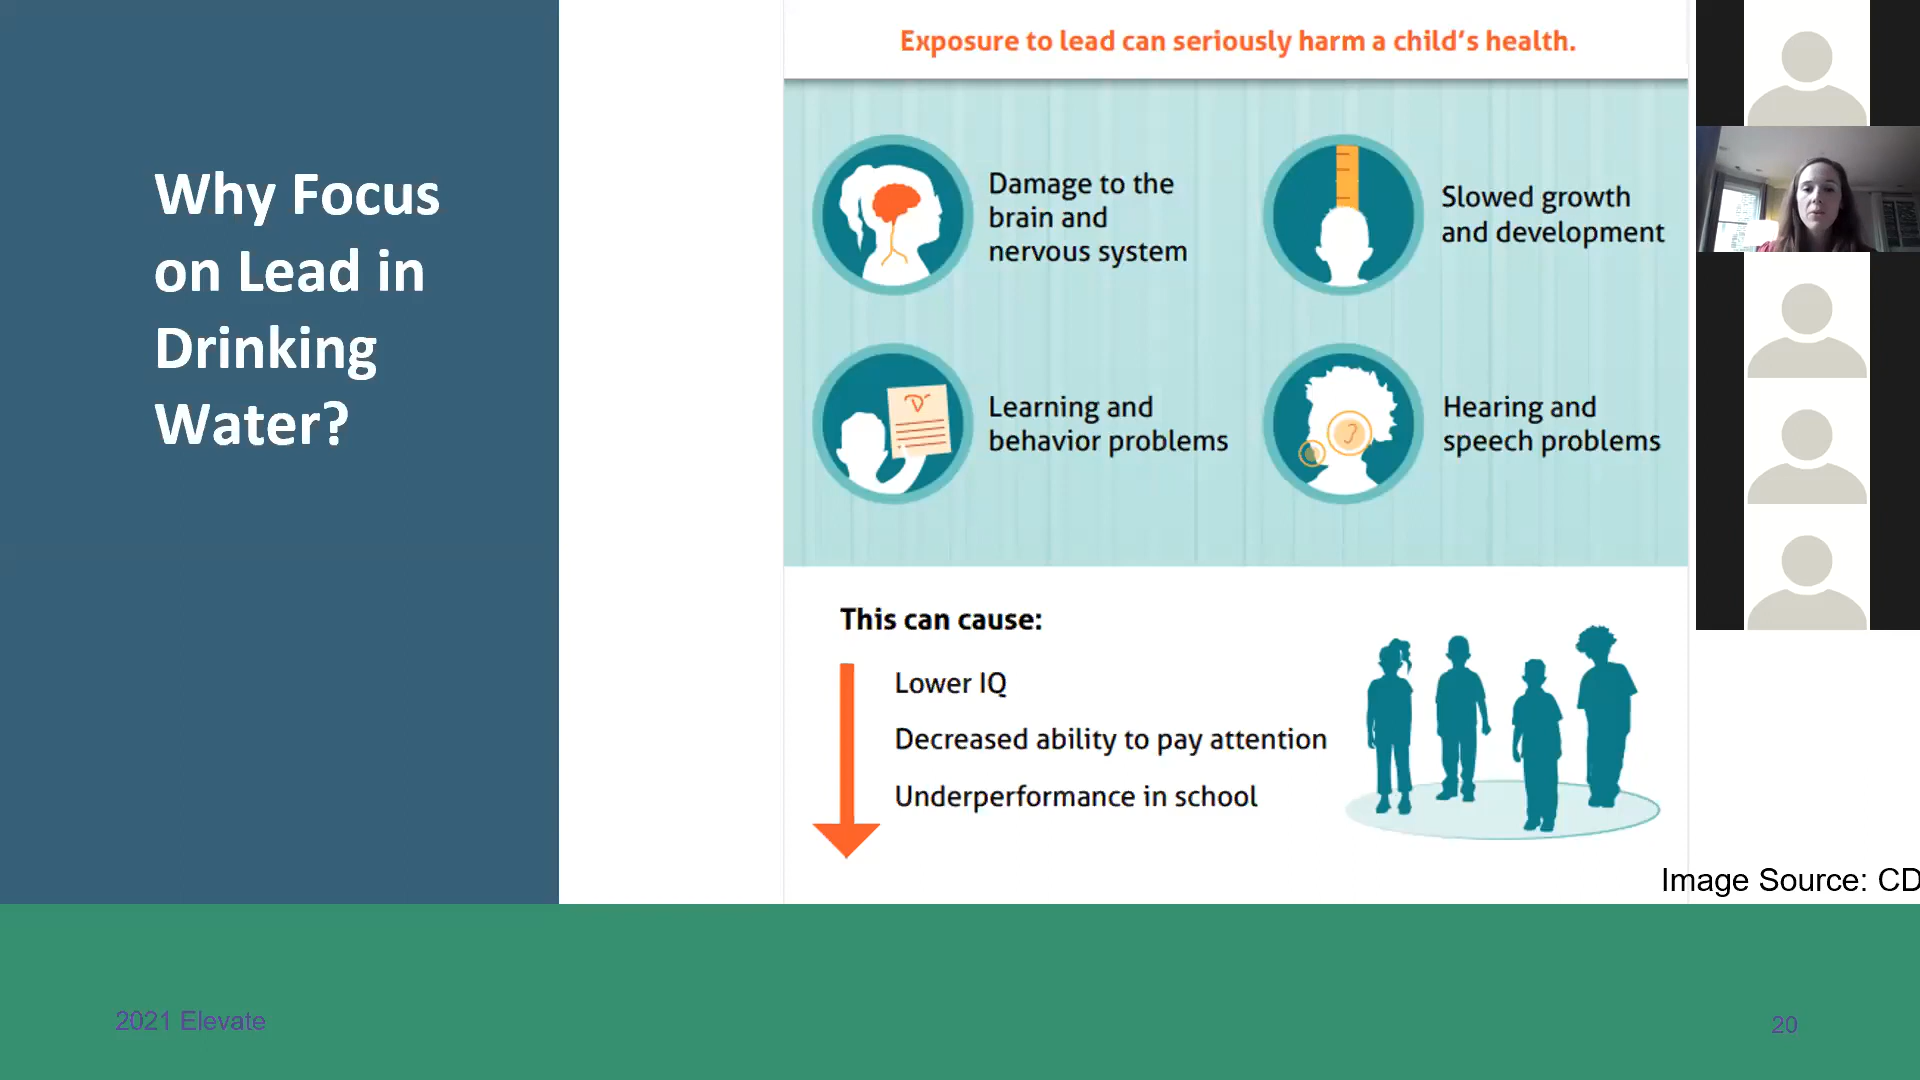 Why Focus
on Lead in
Drinking
Water?
Exposure to lead can seriously harm a child's health.
Damage to the
brain and
nervous system
Slowed growth
and development
Learning and
behavior problems
Hearing and
speech problems
This can cause:
Lower IQ
Decreased ability to pay attention
Underperformance in school
Image Source: CD
2021 Elevate
20